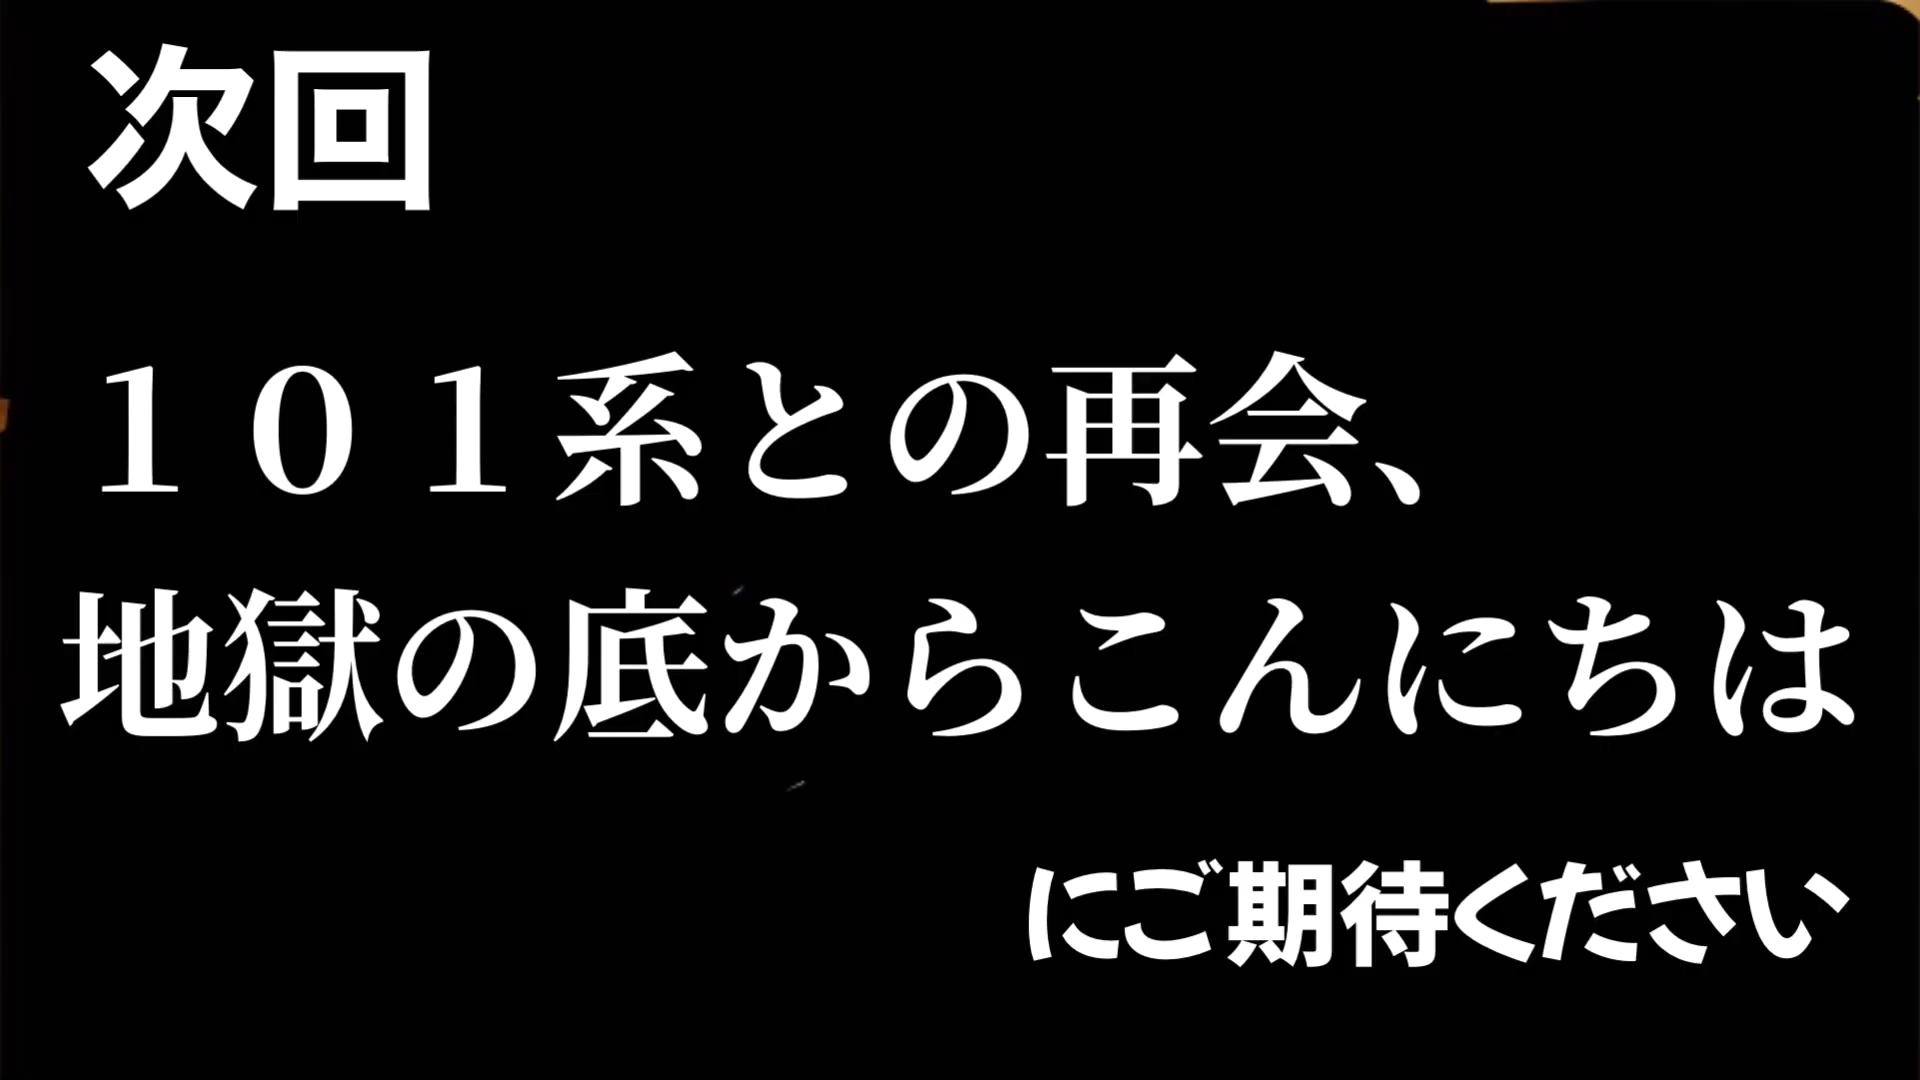 次回
１０１系との再会、
地獄の底からこんにちは
にご期待ください